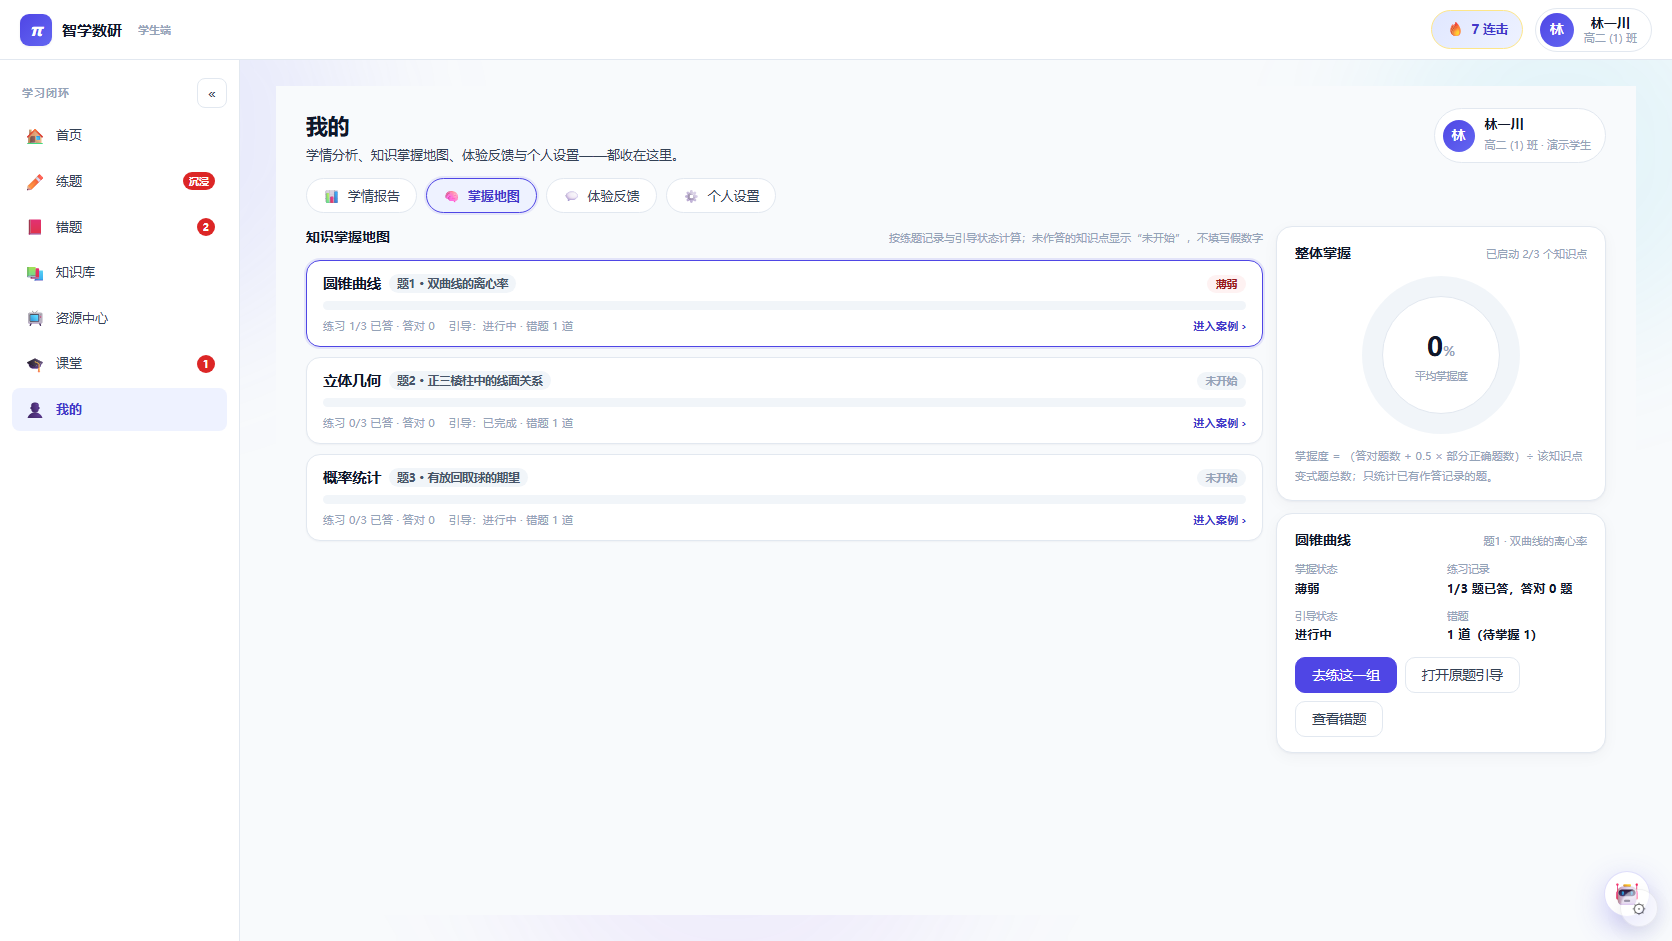 π 智学数研 学生端
7 连击
林 林一川
高二 (1) 班
学习闭环 «
首页
练题 沉浸
错题 2
知识库
资源中心
课堂 1
我的
我的
学情分析、知识掌握地图、体验反馈与个人设置——都收在这里。
林 林一川
高二 (1) 班 · 演示学生
学情报告 掌握地图 体验反馈 个人设置
知识掌握地图 按练题记录与引导状态计算；未作答的知识点显示“未开始”，不填写假数字
圆锥曲线 题1 · 双曲线的离心率 薄弱
练习 1/3 已答 · 答对 0 引导：进行中 · 错题 1 道 进入案例 ›
立体几何 题2 · 正三棱柱中的线面关系 未开始
练习 0/3 已答 · 答对 0 引导：已完成 · 错题 1 道 进入案例 ›
概率统计 题3 · 有放回取球的期望 未开始
练习 0/3 已答 · 答对 0 引导：进行中 · 错题 1 道 进入案例 ›
整体掌握 已启动 2/3 个知识点
0%
平均掌握度
掌握度 = （答对题数 + 0.5 × 部分正确题数）÷ 该知识点
变式题总数；只统计已有作答记录的题。
圆锥曲线 题1 · 双曲线的离心率
掌握状态 练习记录
薄弱 1/3 题已答，答对 0 题
引导状态 错题
进行中 1 道（待掌握 1）
去练这一组 打开原题引导
查看错题